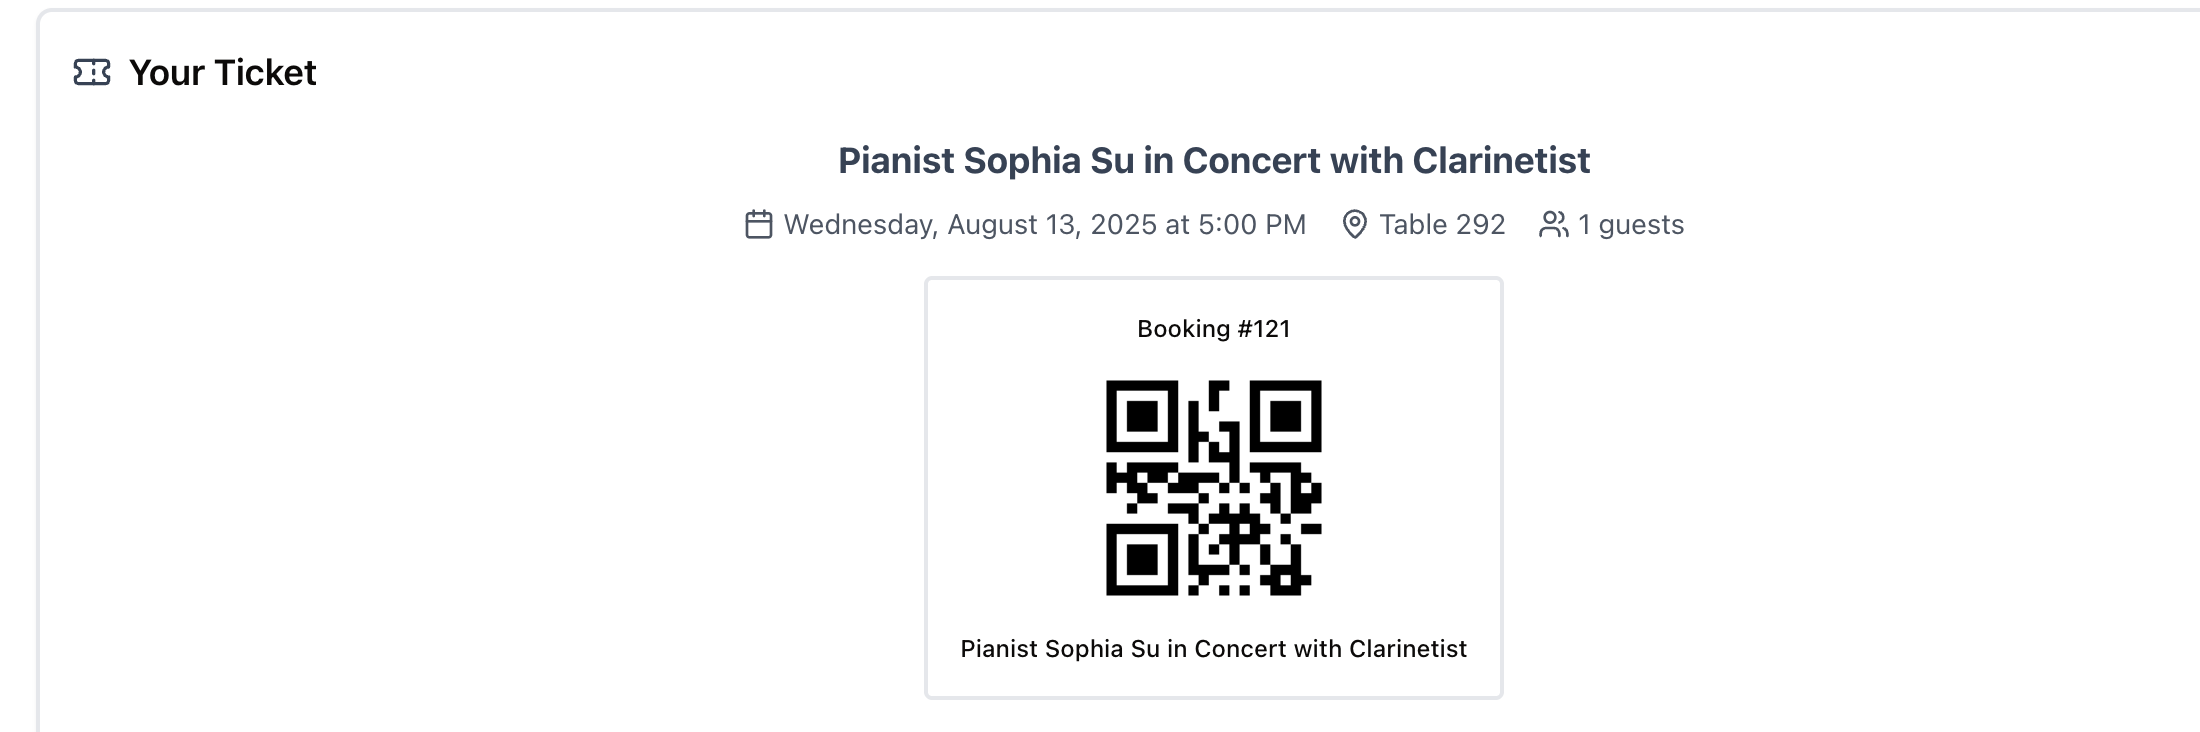 Your Ticket
Pianist Sophia Su in Concert with Clarinetist
Wednesday, August 13, 2025 at 5:00 PM Table 292 1 guests
Booking #121
Pianist Sophia Su in Concert with Clarinetist